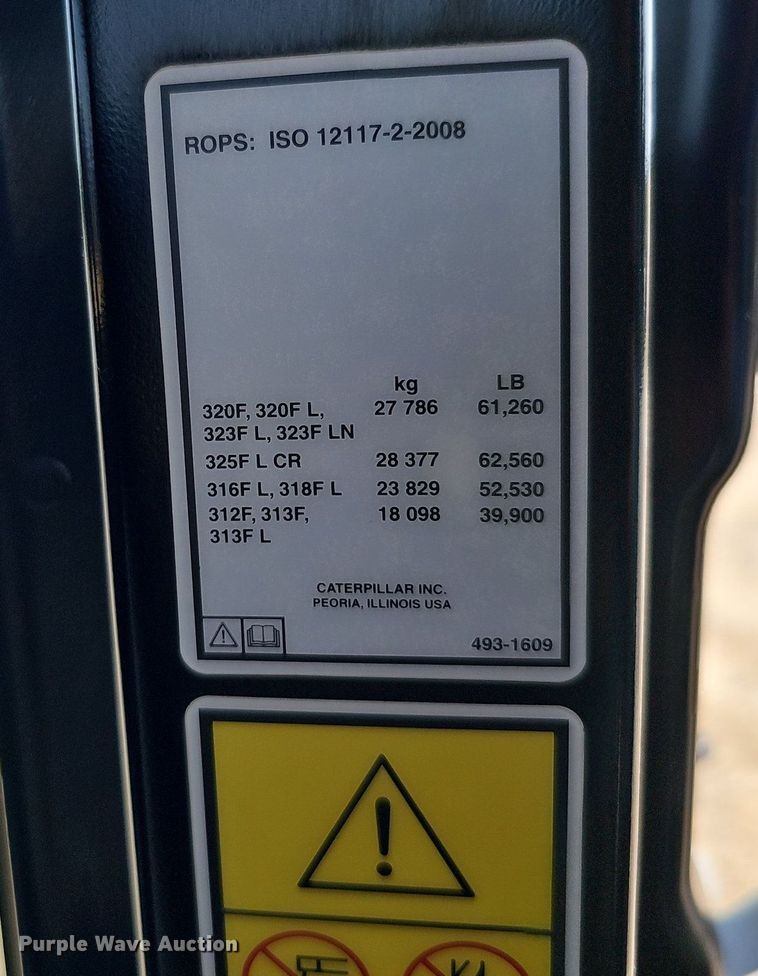 ROPS: ISO 12117-2-2008
kg LB
320F, 320F L, 27 786 61,260
323F L, 323F LN
325F L CR 28 377 62,560
316F L, 318F L 23 829 52,530
312F, 313F, 18 098 39,900
313F L
CATERPILLAR INC.
PEORIA, ILLINOIS USA
493-1609
!
Purple Wave Auction